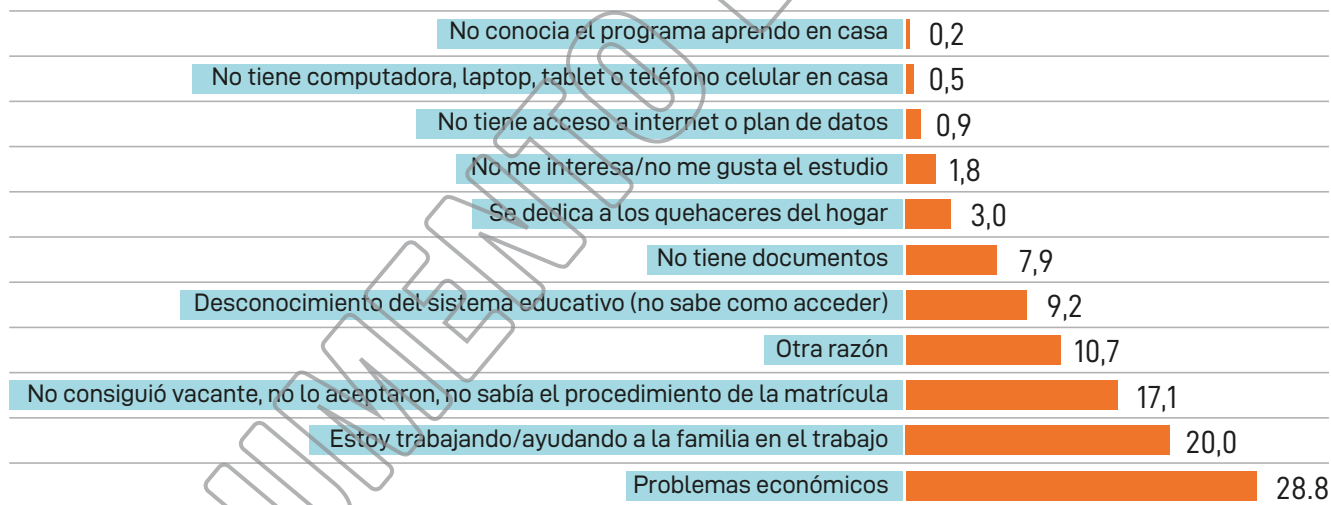 No conocia el programa aprendo en casa 0,2
No tiene computadora, laptop, tablet o teléfono celular en casa 0,5
No tiene acceso a internet o plan de datos 0,9
No me interesa/no me gusta el estudio 1,8
Se dedica a los quehaceres del hogar 3,0
No tiene documentos 7,9
Desconocimiento del sistema educativo (no sabe como acceder) 9,2
Otra razón 10,7
No consiguió vacante, no lo aceptaron, no sabía el procedimiento de la matrícula 17,1
Estoy trabajando/ayudando a la familia en el trabajo 20,0
Problemas económicos 28.8